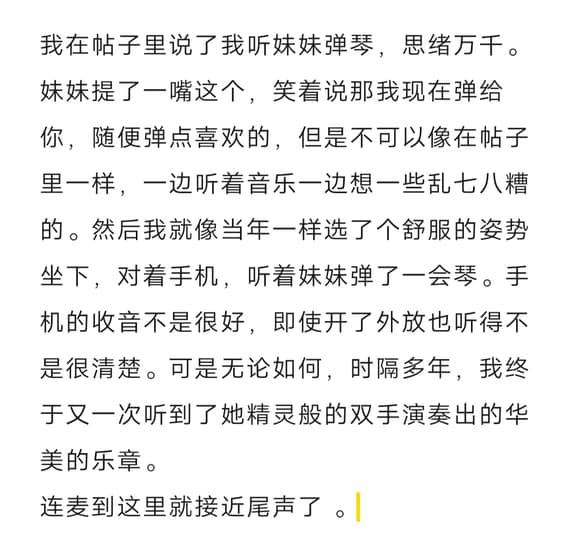 我在帖子里说了我听妹妹弹琴，思绪万千。
妹妹提了一嘴这个，笑着说那我现在弹给
你，随便弹点喜欢的，但是不可以像在帖子
里一样，一边听着音乐一边想一些乱七八糟
的。然后我就像当年一样选了个舒服的姿势
坐下，对着手机，听着妹妹弹了一会琴。手
机的收音不是很好，即使开了外放也听得不
是很清楚。可是无论如何，时隔多年，我终
于又一次听到了她精灵般的双手演奏出的华
美的乐章。
连麦到这里就接近尾声了 。